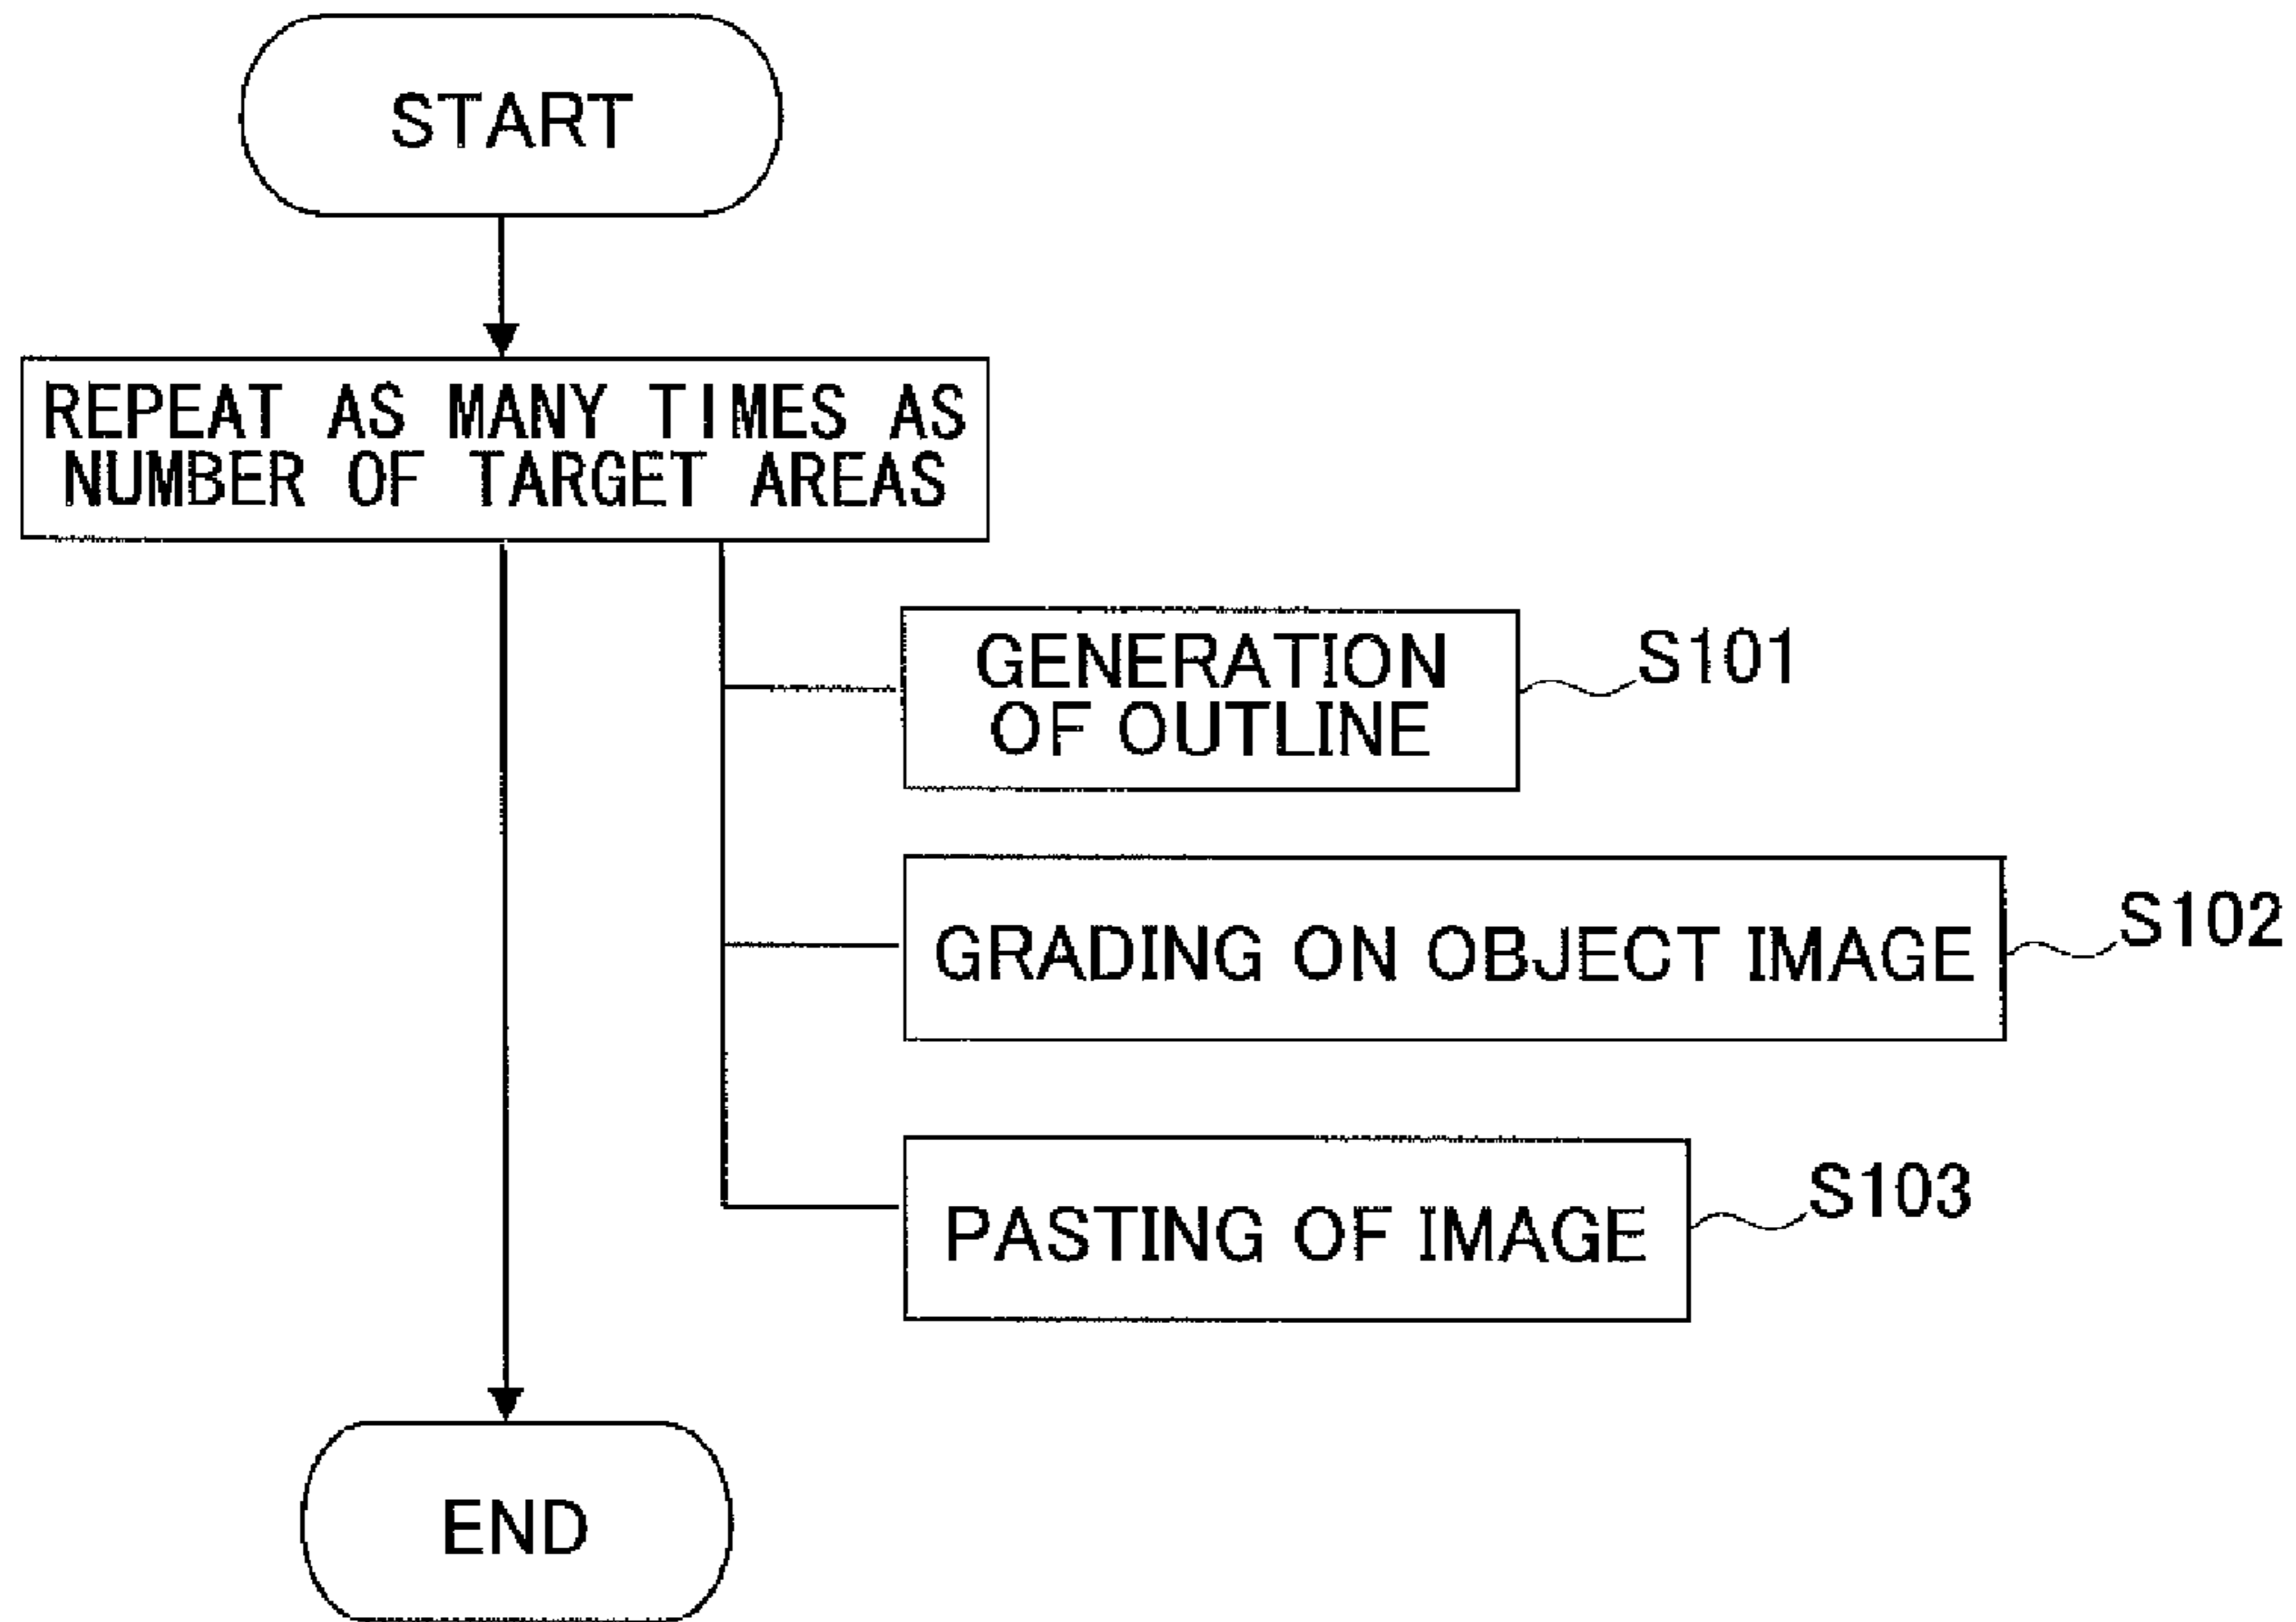 START
REPEAT AS MANY TIMES AS
NUMBER OF TARGET AREAS
GENERATION
OF OUTLINE
S101
GRADING ON OBJECT IMAGE
S102
PASTING OF IMAGE
S103
END